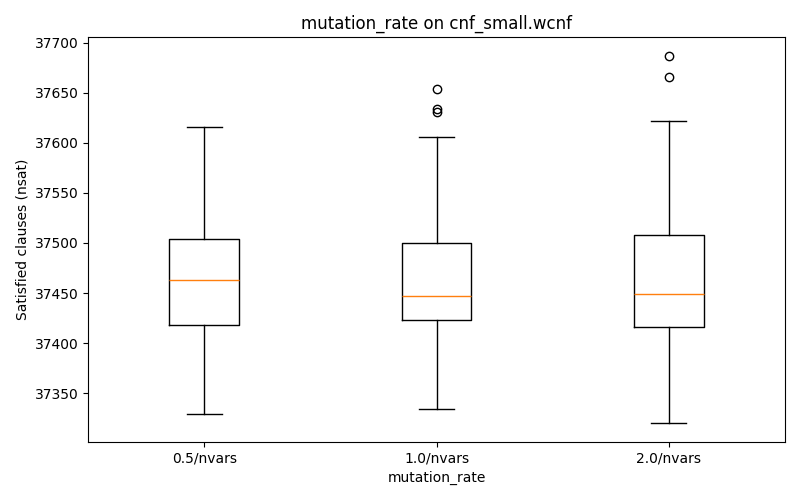 mutation_rate on cnf_small.wcnf
Satisfied clauses (nsat)
37700
37650
37600
37550
37500
37450
37400
37350
0.5/nvars
1.0/nvars
2.0/nvars
mutation_rate